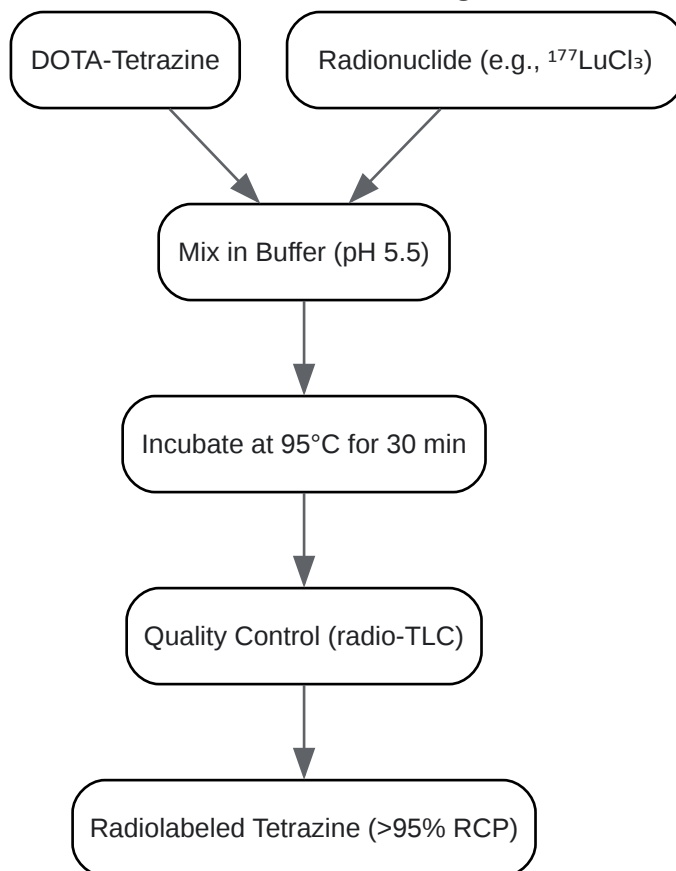 DOTA-Tetrazine
Radionuclide (e.g., ¹⁷⁷LuCl₃)
Mix in Buffer (pH 5.5)
Incubate at 95°C for 30 min
Quality Control (radio-TLC)
Radiolabeled Tetrazine (>95% RCP)